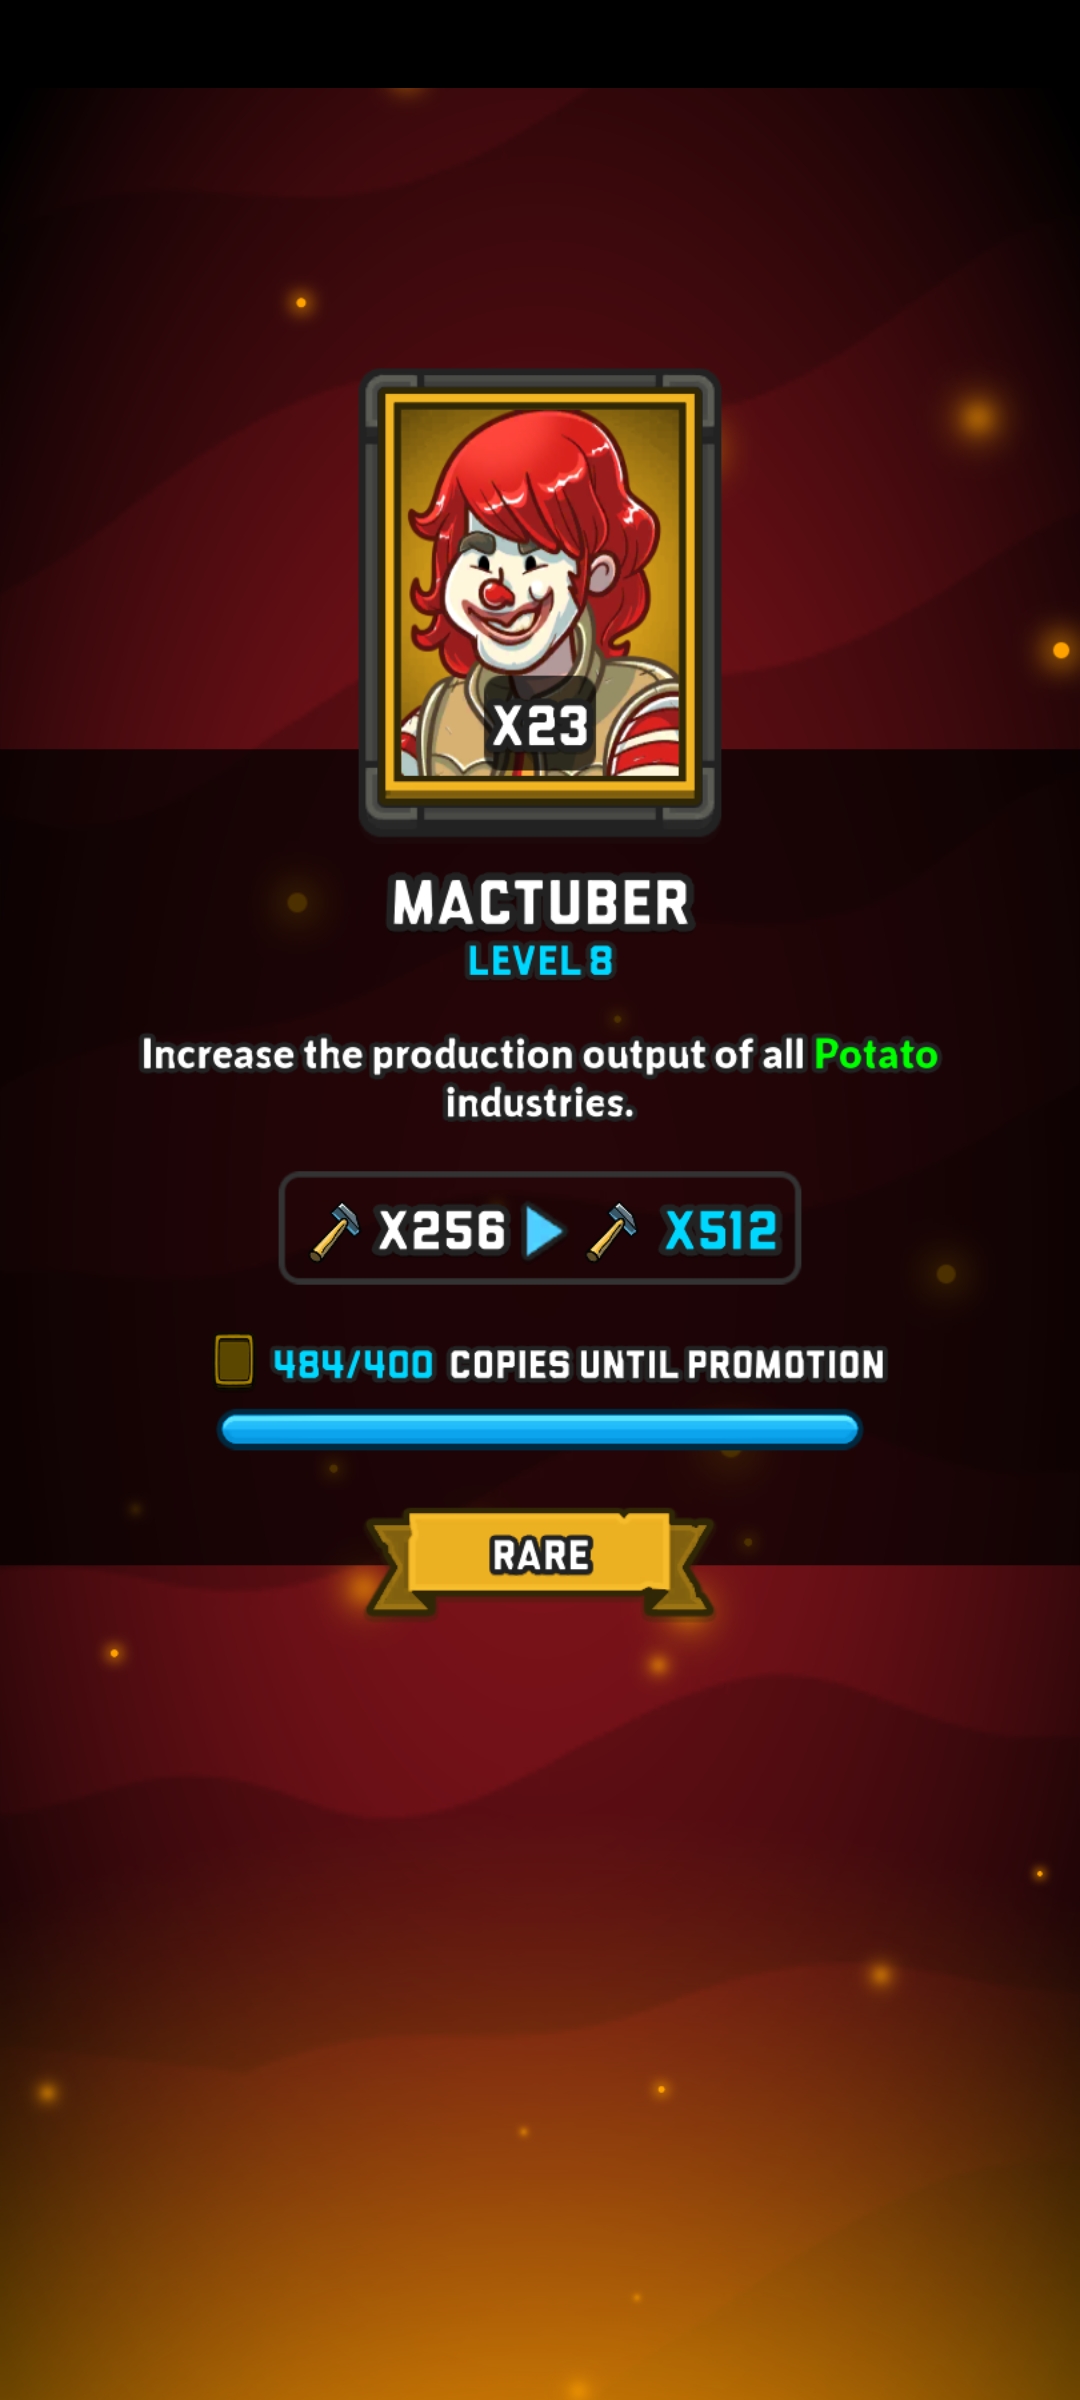 X23
MACTUBER
LEVEL 8
Increase the production output of all Potato
industries.
X256 X512
484/400 COPIES UNTIL PROMOTION
RARE